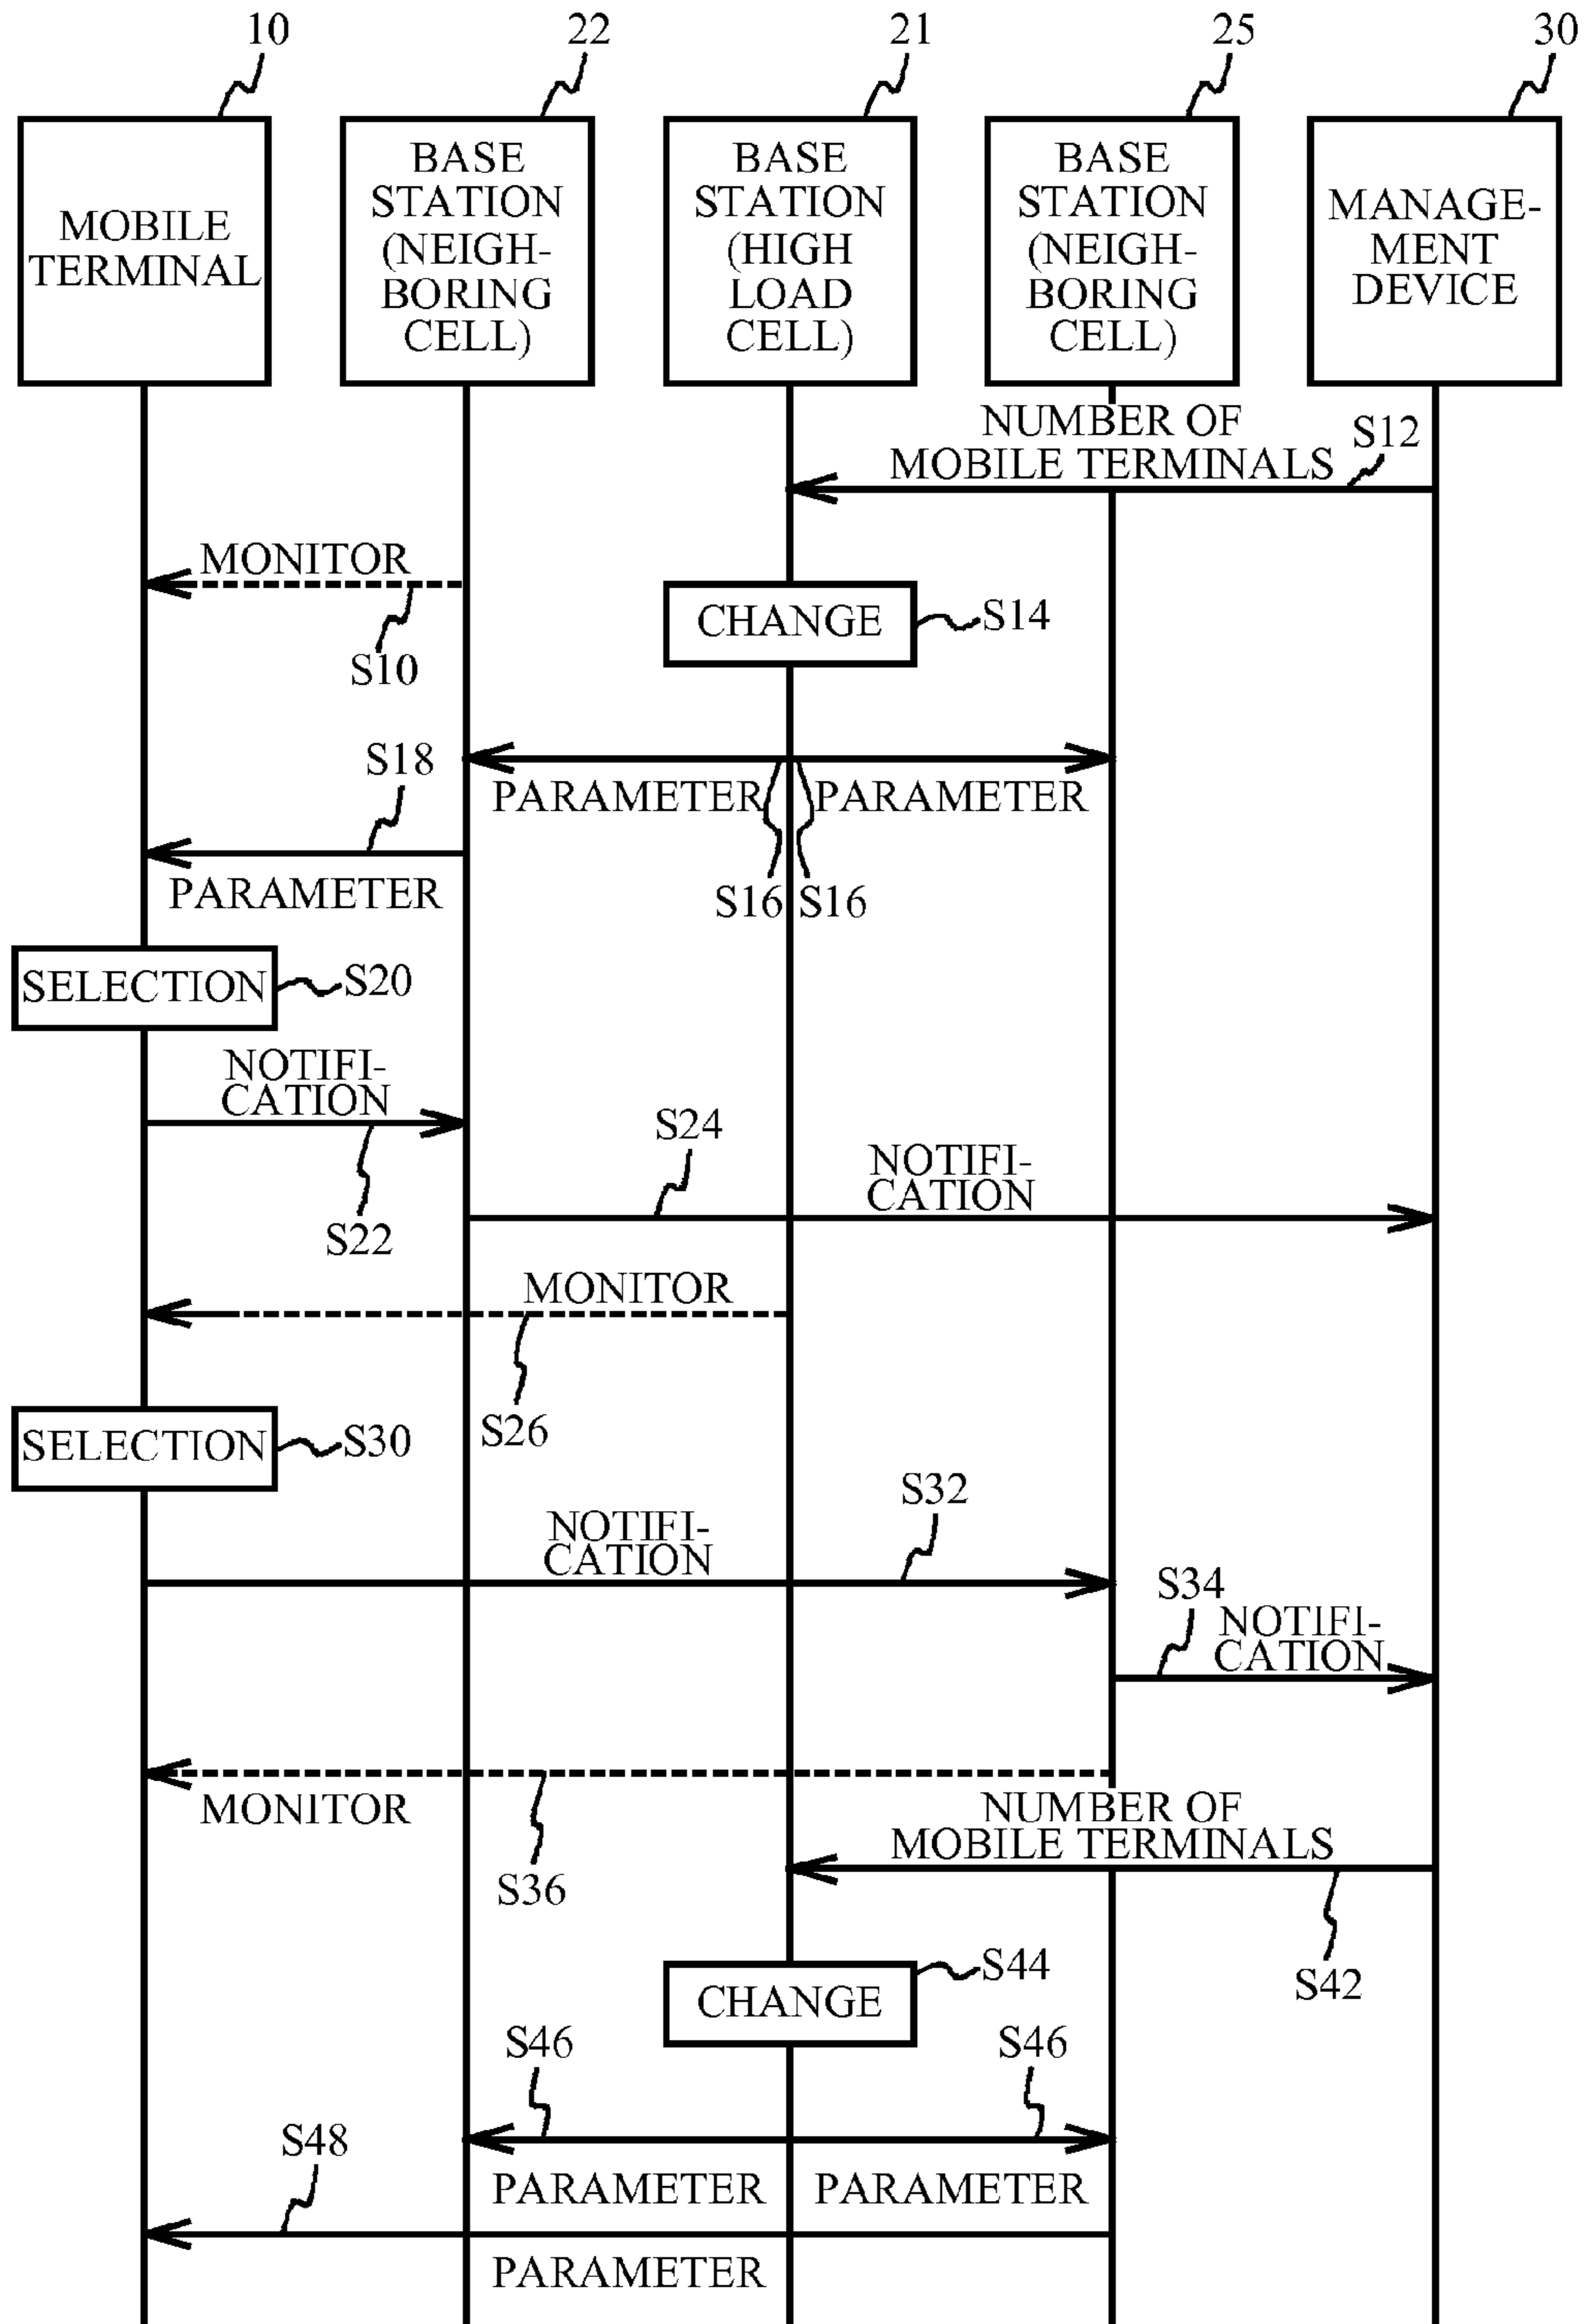 10
22
21
25
30
MOBILE
TERMINAL
BASE
STATION
(NEIGH-
BORING
CELL)
BASE
STATION
(HIGH
LOAD
CELL)
BASE
STATION
(NEIGH-
BORING
CELL)
MANAGE-
MENT
DEVICE
NUMBER OF
MOBILE TERMINALS
S12
MONITOR
S10
CHANGE
S14
S18
PARAMETER
PARAMETER
S16
S16
PARAMETER
SELECTION
S20
NOTIFI-
CATION
S22
S24
NOTIFI-
CATION
MONITOR
S26
SELECTION
S30
NOTIFI-
CATION
S32
S34
NOTIFI-
CATION
MONITOR
S36
NUMBER OF
MOBILE TERMINALS
S42
CHANGE
S44
S46
S46
PARAMETER
PARAMETER
S48
PARAMETER